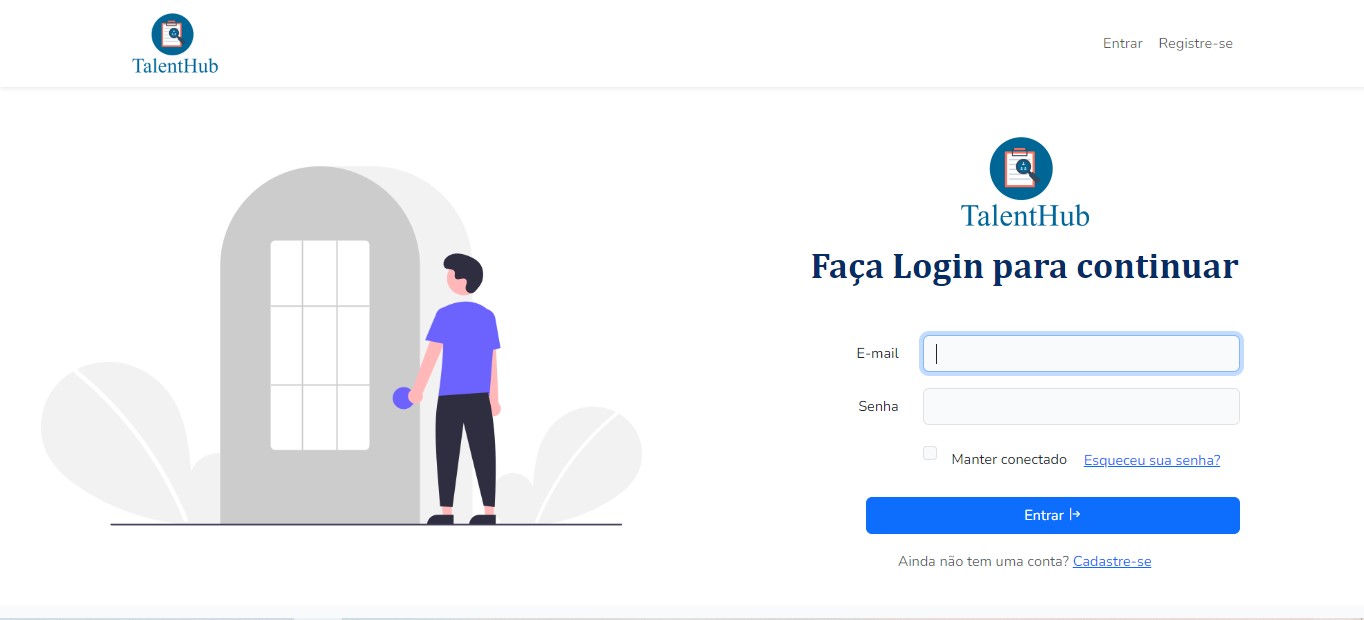 TalentHub
Entrar Registre-se
TalentHub
Faça Login para continuar
E-mail
Senha
Manter conectado Esqueceu sua senha?
Entrar
Ainda não tem uma conta? Cadastre-se